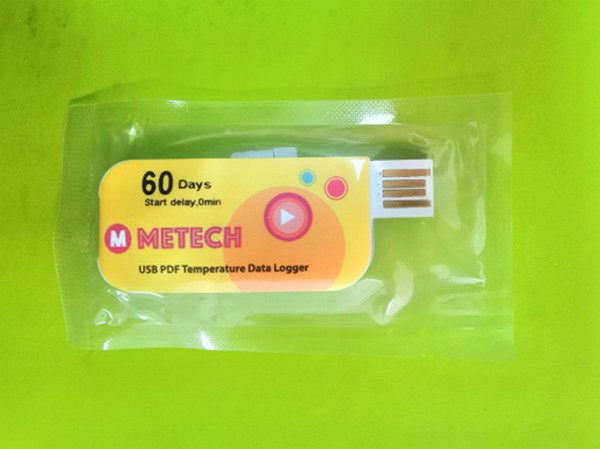 60 Days
Start delay,0min
M METECH
USB PDF Temperature Data Logger